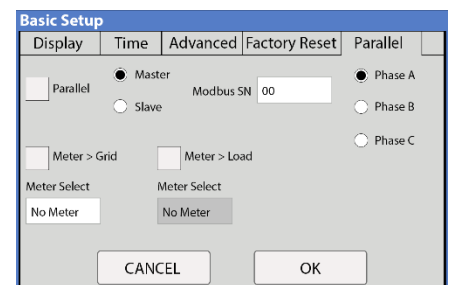 Basic Setup
Display Time Advanced Factory Reset Parallel
Parallel Master Modbus SN 00 Phase A
Slave Phase B
Phase C
Meter > Grid Meter > Load
Meter Select Meter Select
No Meter No Meter
CANCEL OK